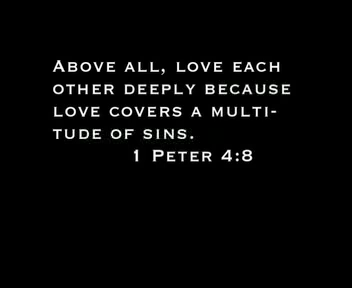 Above all, love each
other deeply because
love covers a multi-
tude of sins.
1 Peter 4:8